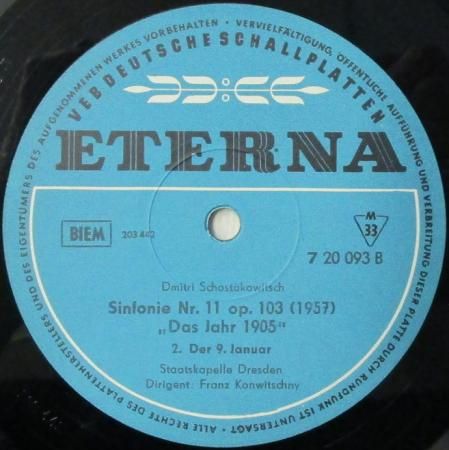 ALLE RECHTE DES PLATTENHERSTELLERS UND DES EIGENTÜMERS DES AUFGENOMMENEN WERKES VORBEHALTEN · VERVIELFÄLTIGUNG, ÖFFENTLICHE AUFFÜHRUNG UND VERBREITUNG DIESER PLATTE DURCH RUNDFUNK IST UNTERSAGT ·
VEB DEUTSCHE SCHALLPLATTEN
ETERNA
BIEM
203 442
M
33
7 20 093 B
Dmitri Schostakowitsch
Sinfonie Nr. 11 op. 103 (1957)
„Das Jahr 1905“
2. Der 9. Januar
Staatskapelle Dresden
Dirigent: Franz Konwitschny